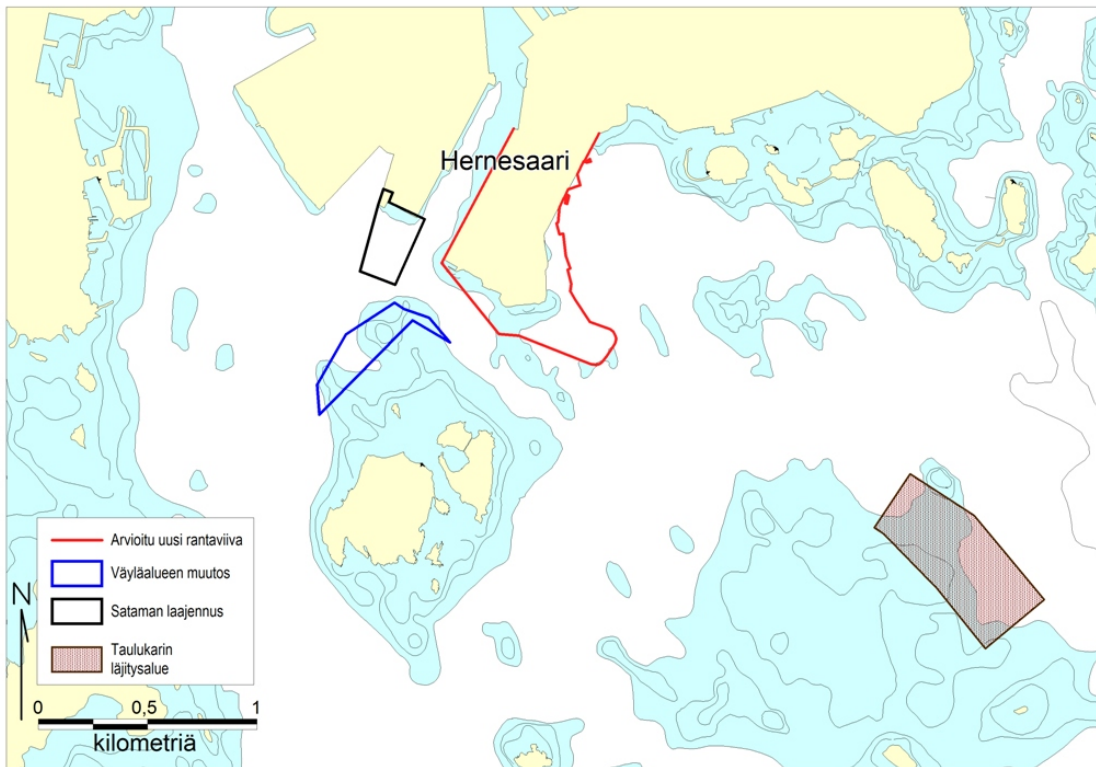 Hernesaari
Arvioitu uusi rantaviiva
Väyläalueen muutos
Sataman laajennus
Taulukarin
läjitysalue
N
0 0,5 1
kilometriä